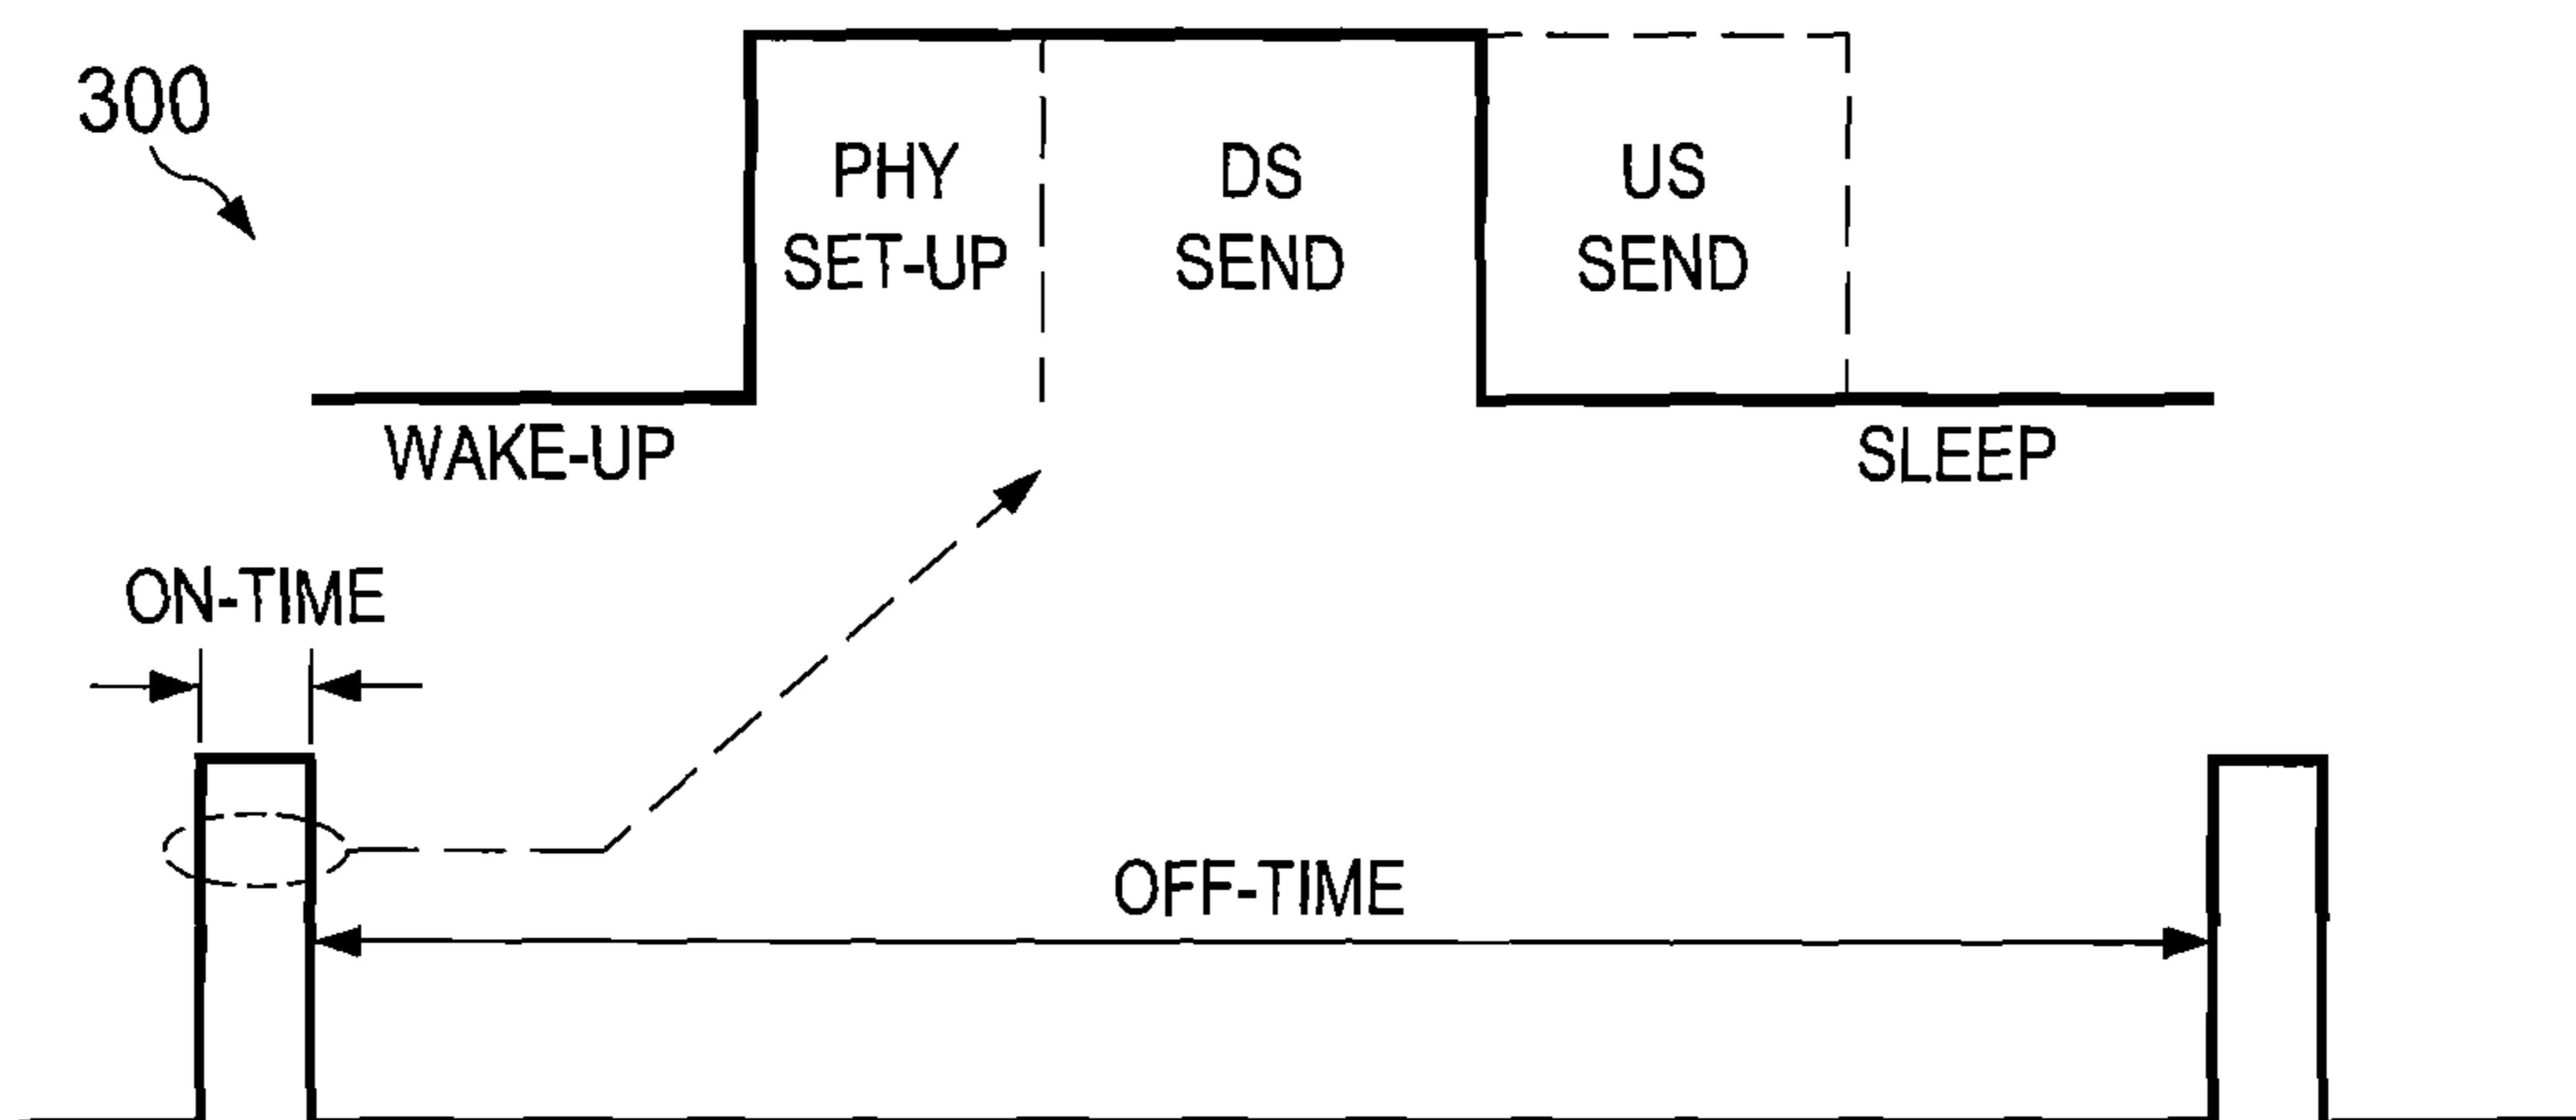 300
PHY
SET-UP
DS
SEND
US
SEND
WAKE-UP
SLEEP
ON-TIME
OFF-TIME